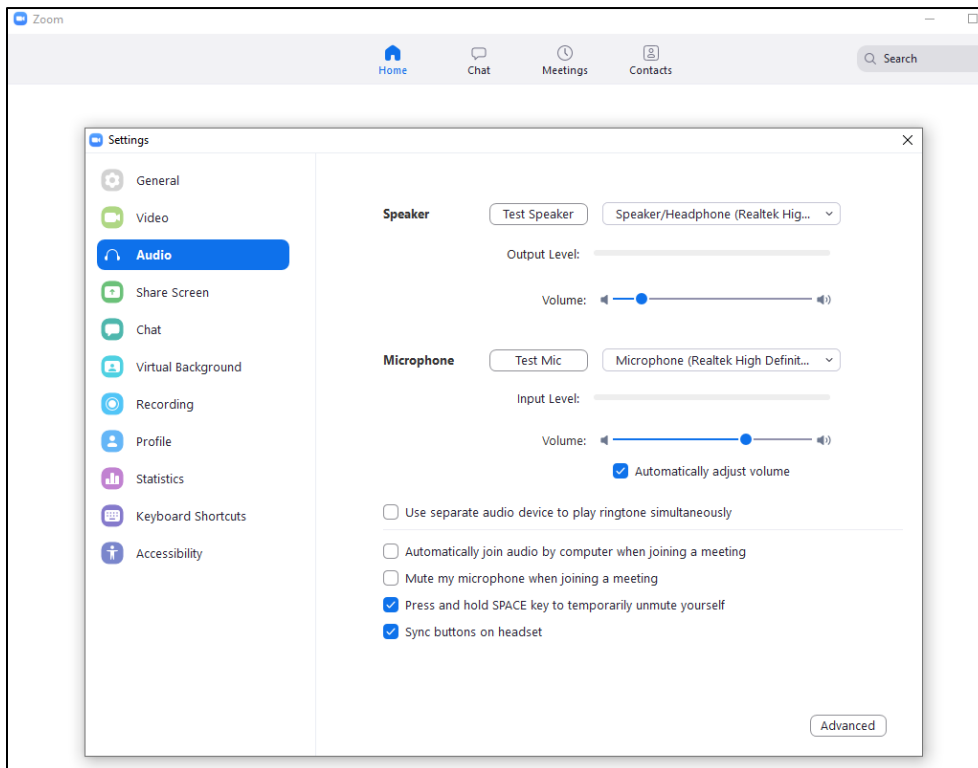 Zoom
Home Chat Meetings Contacts
Search
Settings
General
Video
Audio
Share Screen
Chat
Virtual Background
Recording
Profile
Statistics
Keyboard Shortcuts
Accessibility
Speaker Test Speaker Speaker/Headphone (Realtek Hig...
Output Level:
Volume:
Microphone Test Mic Microphone (Realtek High Definit...
Input Level:
Volume:
Automatically adjust volume
Use separate audio device to play ringtone simultaneously
Automatically join audio by computer when joining a meeting
Mute my microphone when joining a meeting
Press and hold SPACE key to temporarily unmute yourself
Sync buttons on headset
Advanced